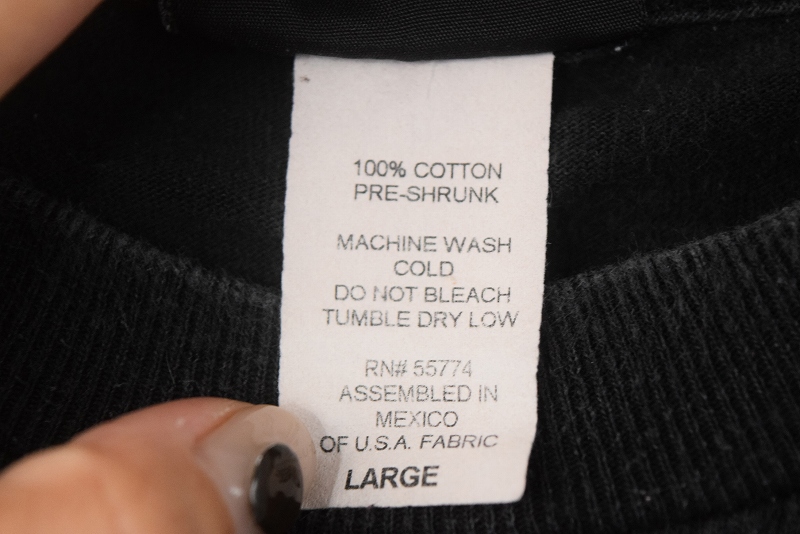 100% COTTON
PRE-SHRUNK
MACHINE WASH
COLD
DO NOT BLEACH
TUMBLE DRY LOW
RN# 55774
ASSEMBLED IN
MEXICO
OF U.S.A. FABRIC
LARGE